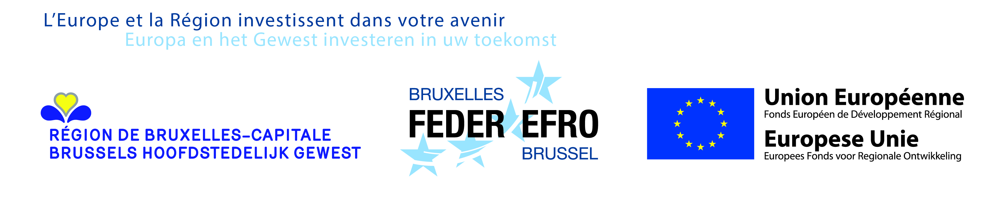 L’Europe et la Région investissent dans votre avenir
Europa en het Gewest investeren in uw toekomst
RÉGION DE BRUXELLES-CAPITALE
BRUSSELS HOOFDSTEDELIJK GEWEST
BRUXELLES
FEDER EFRO
BRUSSEL
Union Européenne
Fonds Européen de Développement Régional
Europese Unie
Europees Fonds voor Regionale Ontwikkeling